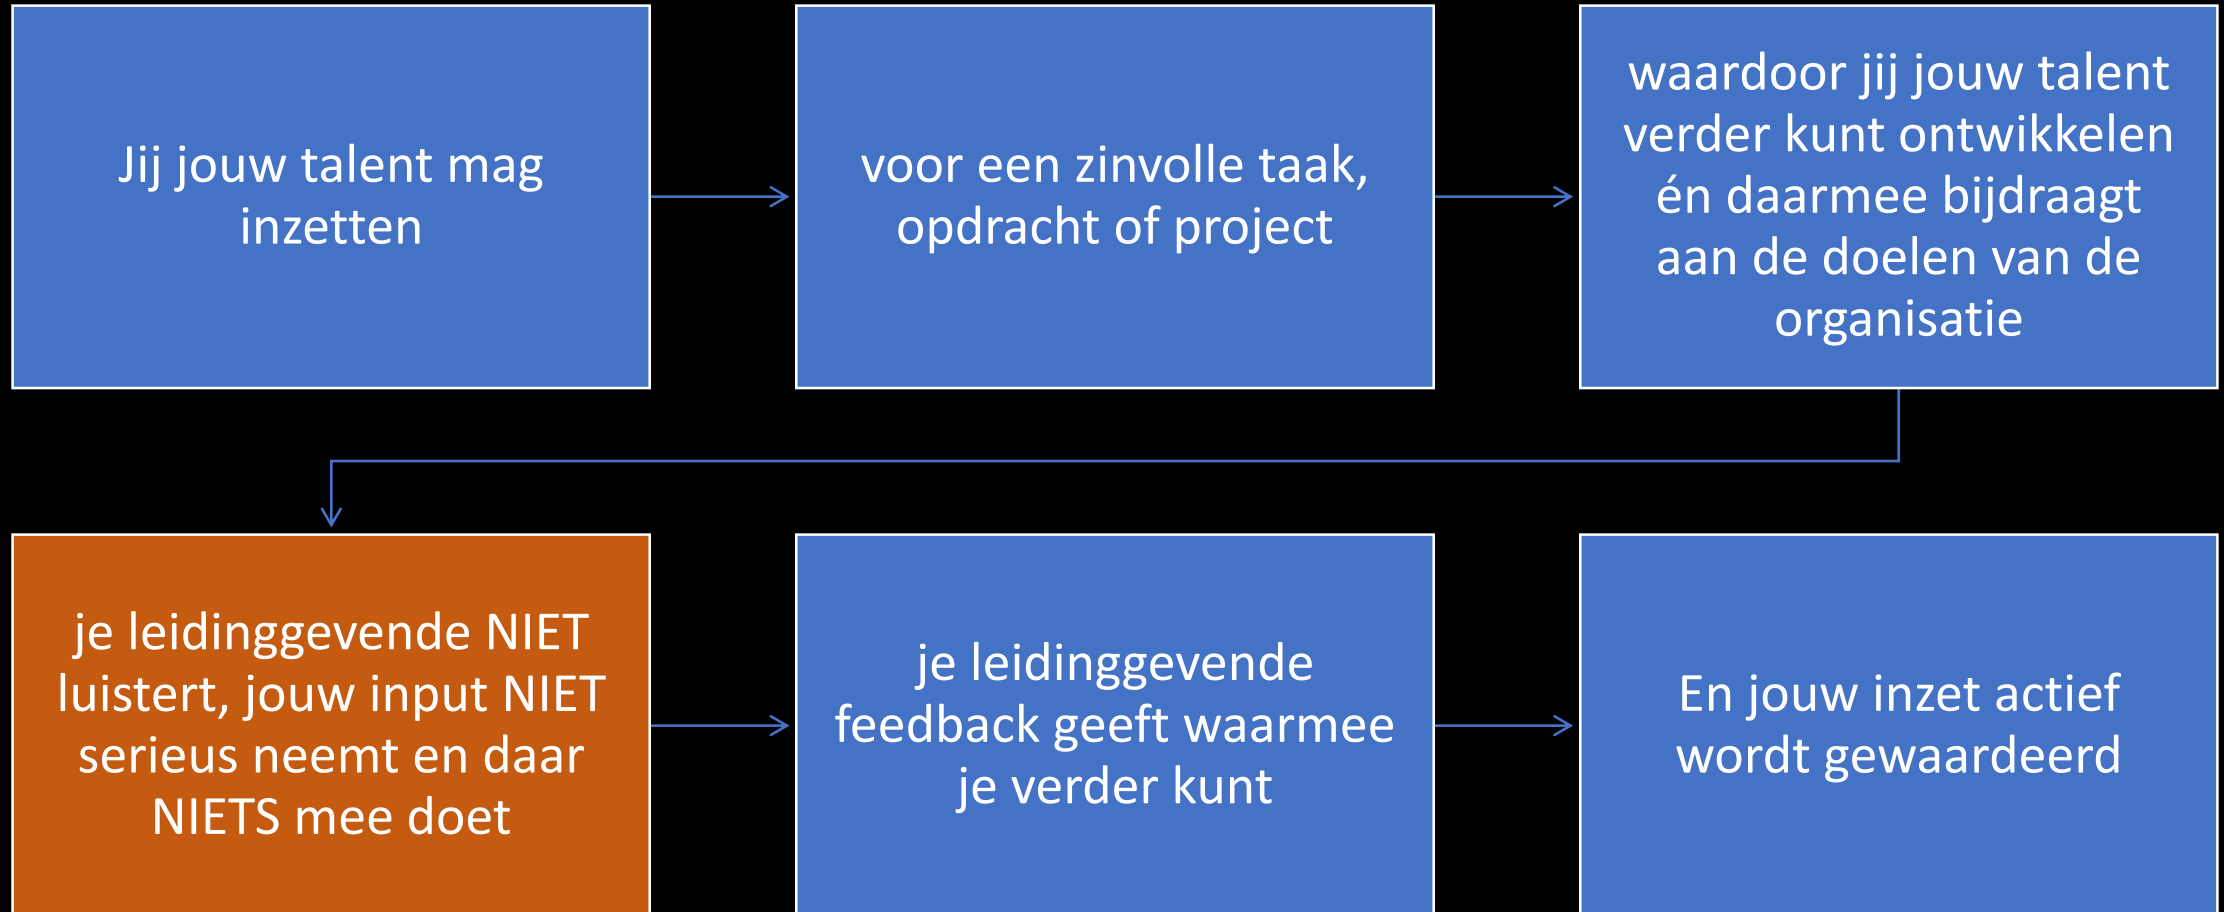 Jij jouw talent mag
inzetten
voor een zinvolle taak,
opdracht of project
waardoor jij jouw talent
verder kunt ontwikkelen
én daarmee bijdraagt
aan de doelen van de
organisatie
je leidinggevende NIET
luistert, jouw input NIET
serieus neemt en daar
NIETS mee doet
je leidinggevende
feedback geeft waarmee
je verder kunt
En jouw inzet actief
wordt gewaardeerd